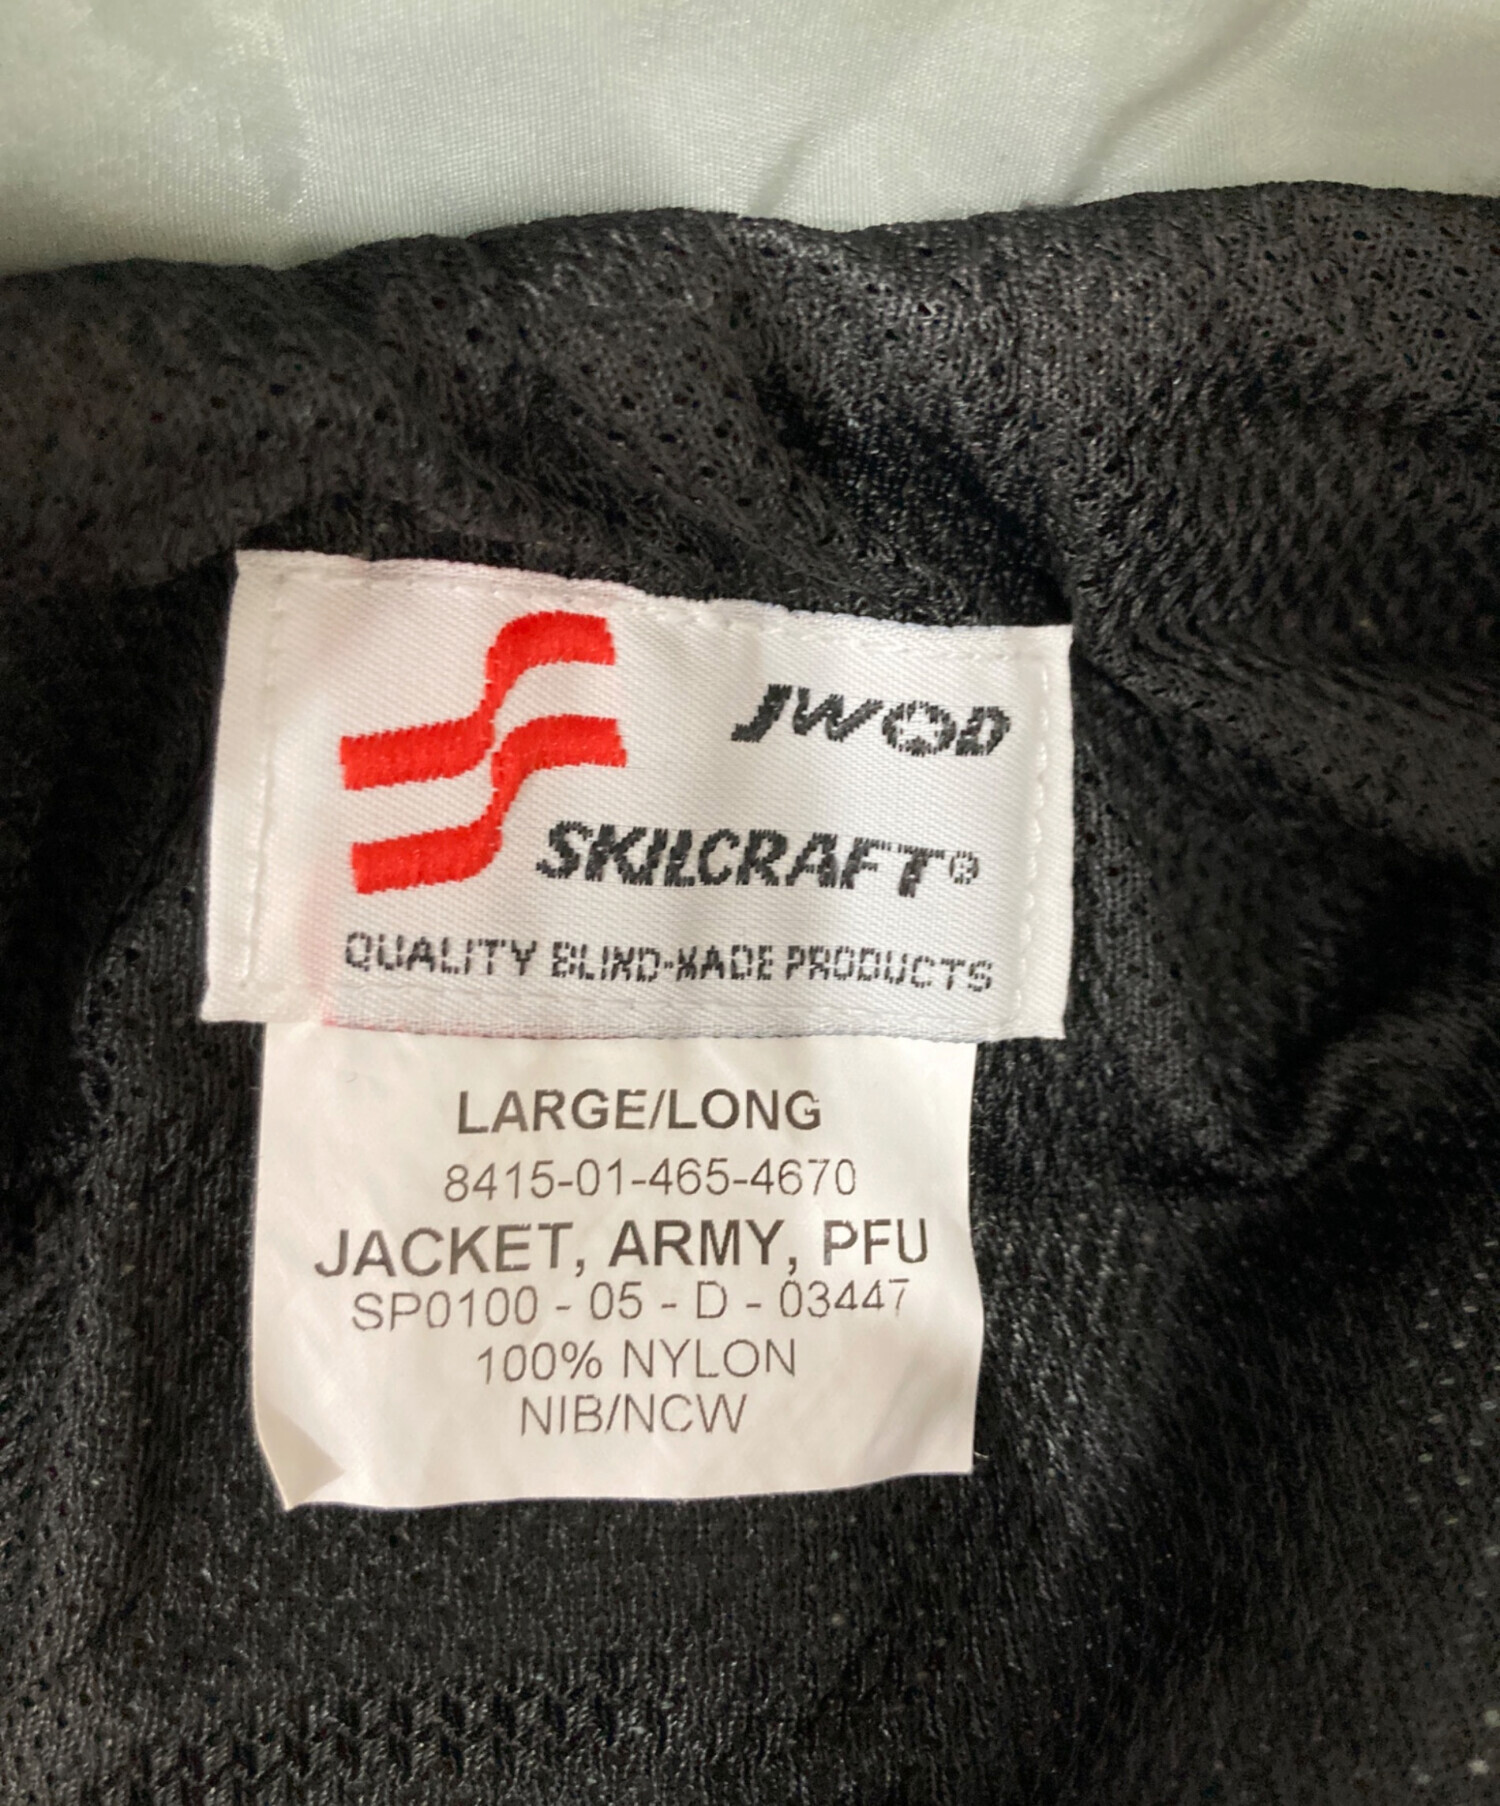 JWOD
SKILCRAFT®
QUALITY BLIND-MADE PRODUCTS
LARGE/LONG
8415-01-465-4670
JACKET, ARMY, PFU
SP0100 - 05 - D - 03447
100% NYLON
NIB/NCW